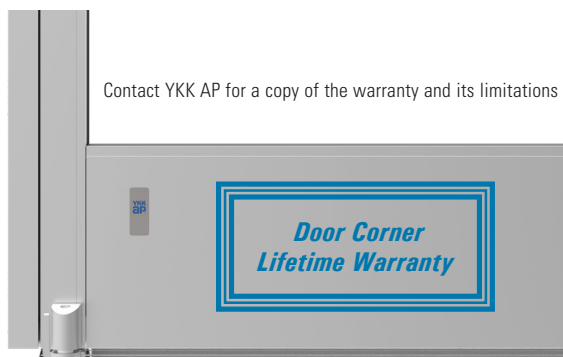 Contact YKK AP for a copy of the warranty and its limitations
YKK
ap
Door Corner
Lifetime Warranty